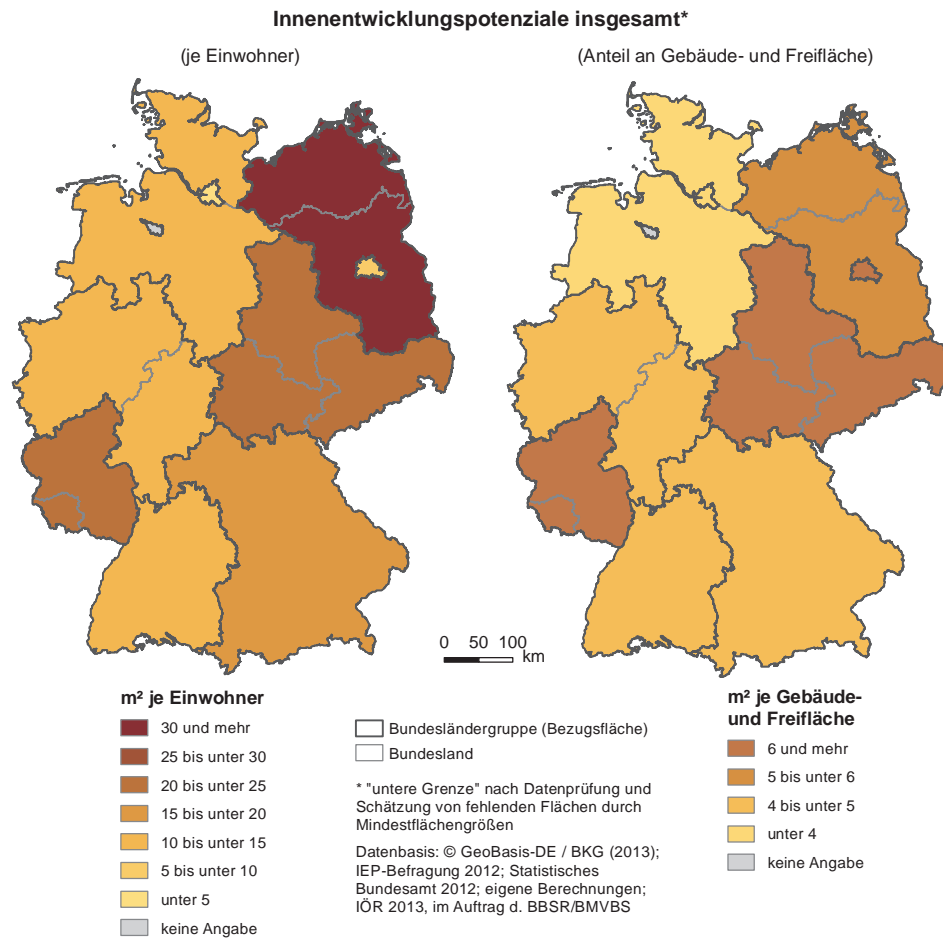 Innenentwicklungspotenziale insgesamt*
(je Einwohner)
(Anteil an Gebäude- und Freifläche)
0 50 100
km
m² je Einwohner
30 und mehr
25 bis unter 30
20 bis unter 25
15 bis unter 20
10 bis unter 15
5 bis unter 10
unter 5
keine Angabe
Bundesländergruppe (Bezugsfläche)
Bundesland
* "untere Grenze" nach Datenprüfung und
Schätzung von fehlenden Flächen durch
Mindestflächengrößen
Datenbasis: © GeoBasis-DE / BKG (2013);
IEP-Befragung 2012; Statistisches
Bundesamt 2012; eigene Berechnungen;
IÖR 2013, im Auftrag d. BBSR/BMVBS
m² je Gebäude-
und Freifläche
6 und mehr
5 bis unter 6
4 bis unter 5
unter 4
keine Angabe